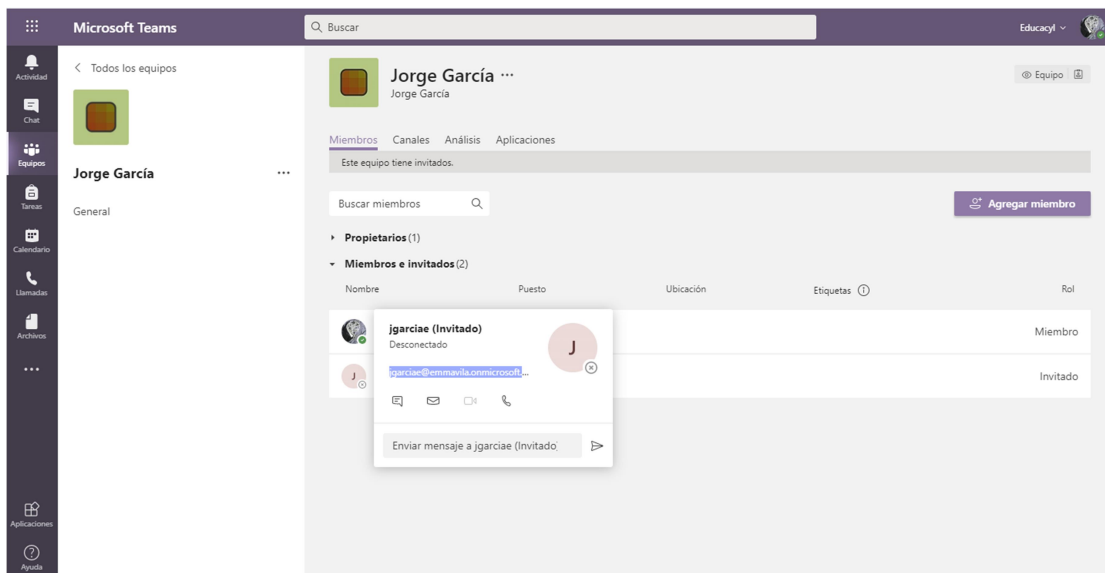 Microsoft Teams
Buscar
Educacyl
Actividad
Chat
Equipos
Tareas
Calendario
Llamadas
Archivos
Aplicaciones
Ayuda
Todos los equipos
Jorge García
General
Jorge García
Jorge García
Equipo
Miembros Canales Análisis Aplicaciones
Este equipo tiene invitados.
Buscar miembros
Agregar miembro
Propietarios (1)
Miembros e invitados (2)
Nombre Puesto Ubicación Etiquetas Rol
Miembro
J
Invitado
jgarciae (Invitado)
Desconectado
J
jgarciae@emmavila.onmicrosoft....
Enviar mensaje a jgarciae (Invitado)